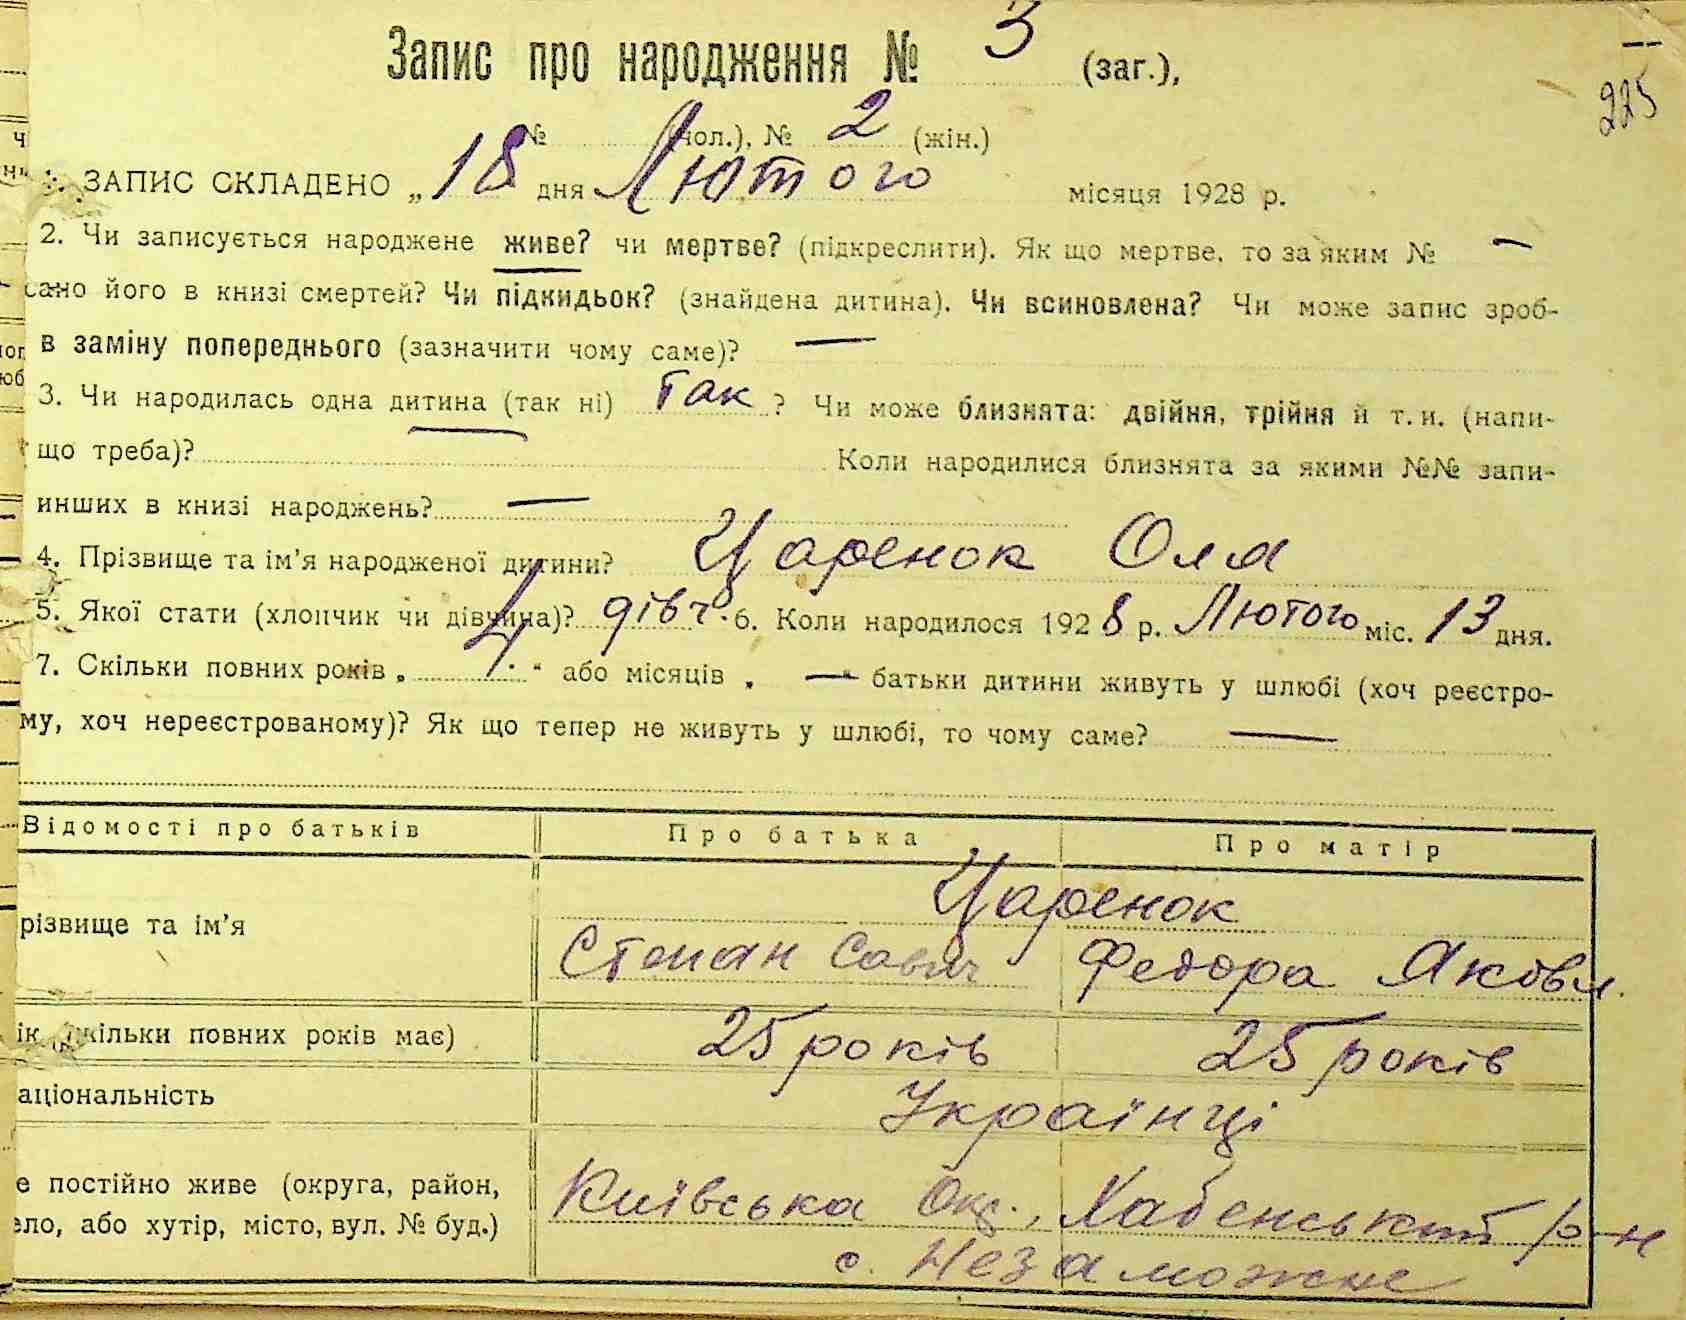 Запис про народження № 3 (заг.),
225
№ (чол.), № 2 (жін.)
1. ЗАПИС СКЛАДЕНО „18 дня Лютого місяця 1928 р.
2. Чи записується народжене живе? чи мертве? (підкреслити). Як що мертве, то за яким № —
сано його в книзі смертей? Чи підкидьок? (знайдена дитина). Чи всиновлена? Чи може запис зроб-
в заміну попереднього (зазначити чому саме)? —
3. Чи народилась одна дитина (так ні) так ? Чи може близнята: двійня, трійня й т. и. (напи-
що треба)? Коли народилися близнята за якими №№ запи-
инших в книзі народжень? —
4. Прізвище та ім’я народженої дитини? Царенок Оля
5. Якої стати (хлопчик чи дівчина)? дівч. 6. Коли народилося 1928 р. Лютого міс. 13 дня.
7. Скільки повних років „ 4. “ або місяців „ — “ батьки дитини живуть у шлюбі (хоч реєстро-
му, хоч нереєстрованому)? Як що тепер не живуть у шлюбі, то чому саме? —
Відомості про батьків Про батька Про матір
Царенок
різвище та ім’я
Степан Савич Федора Яковл.
ік (скільки повних років має) 25 років 25 років
аціональність Українці
е постійно живе (округа, район, Київська Окр., Хабенський р-н
ело, або хутір, місто, вул. № буд.) с. Незаможне